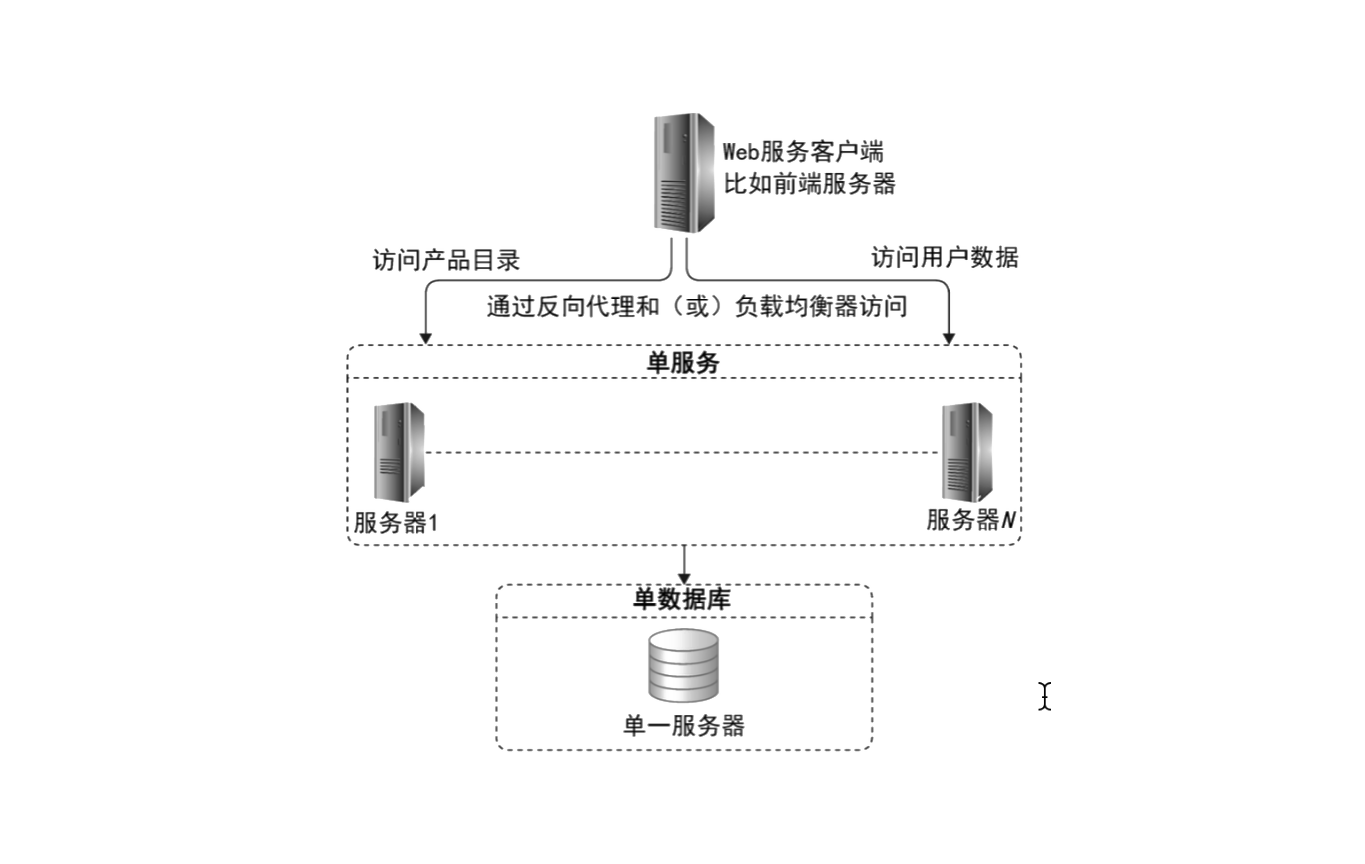 Web服务客户端
比如前端服务器
访问产品目录
访问用户数据
通过反向代理和（或）负载均衡器访问
单服务
服务器1
服务器N
单数据库
单一服务器